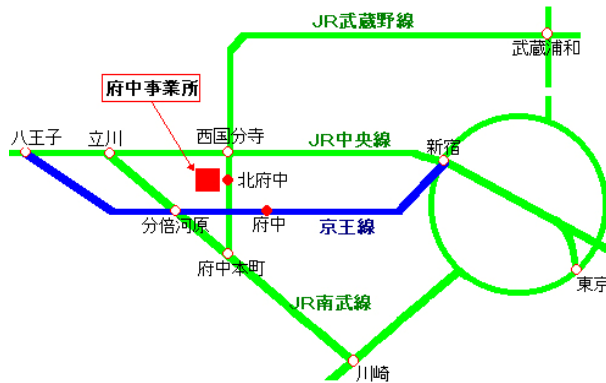 JR武蔵野線
武蔵浦和
府中事業所
八王子
立川
西国分寺
JR中央線
新宿
北府中
分倍河原
府中
京王線
府中本町
東京
JR南武線
川崎